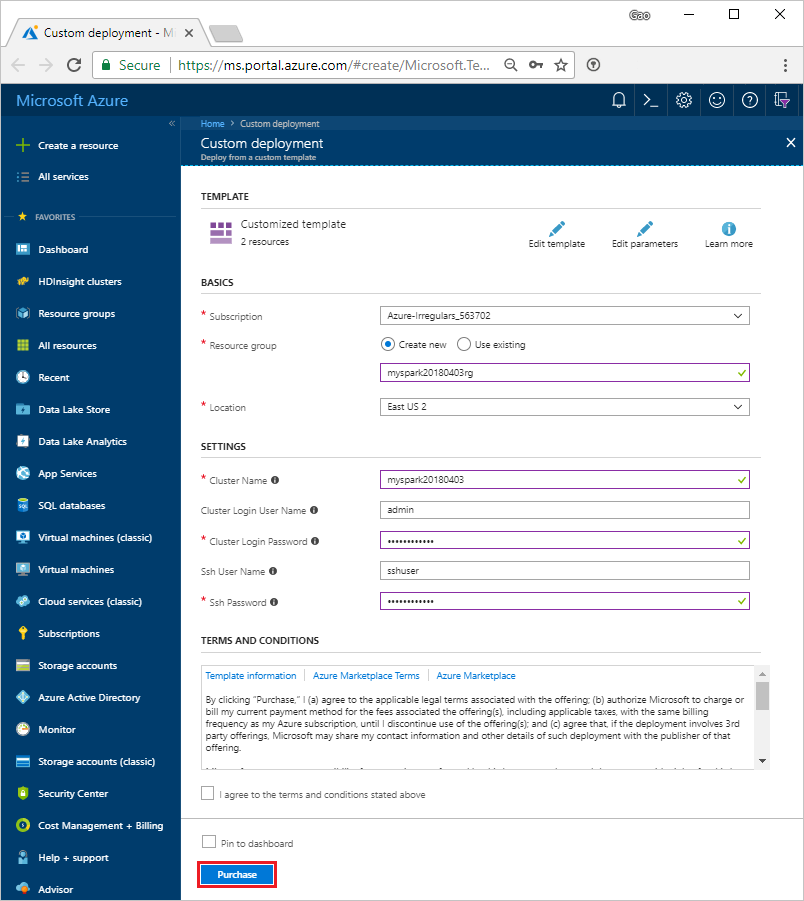 Gao
Custom deployment - Mi
Secure
https://ms.portal.azure.com/#create/Microsoft.Te...
Microsoft Azure
Create a resource
All services
FAVORITES
Dashboard
HDInsight clusters
Resource groups
All resources
Recent
Data Lake Store
Data Lake Analytics
App Services
SQL databases
Virtual machines (classic)
Virtual machines
Cloud services (classic)
Subscriptions
Storage accounts
Azure Active Directory
Monitor
Storage accounts (classic)
Security Center
Cost Management + Billing
Help + support
Advisor
Home > Custom deployment
Custom deployment
Deploy from a custom template
TEMPLATE
Customized template
2 resources
Edit template
Edit parameters
Learn more
BASICS
* Subscription
Azure-Irregulars_563702
* Resource group
Create new
Use existing
myspark20180403rg
* Location
East US 2
SETTINGS
* Cluster Name
myspark20180403
Cluster Login User Name
admin
* Cluster Login Password
••••••••••••
Ssh User Name
sshuser
* Ssh Password
••••••••••••
TERMS AND CONDITIONS
Template information | Azure Marketplace Terms | Azure Marketplace
By clicking “Purchase,” I (a) agree to the applicable legal terms associated with the offering; (b) authorize Microsoft to charge or
bill my current payment method for the fees associated the offering(s), including applicable taxes, with the same billing
frequency as my Azure subscription, until I discontinue use of the offering(s); and (c) agree that, if the deployment involves 3rd
party offerings, Microsoft may share my contact information and other details of such deployment with the publisher of that
offering.
I agree to the terms and conditions stated above
Pin to dashboard
Purchase